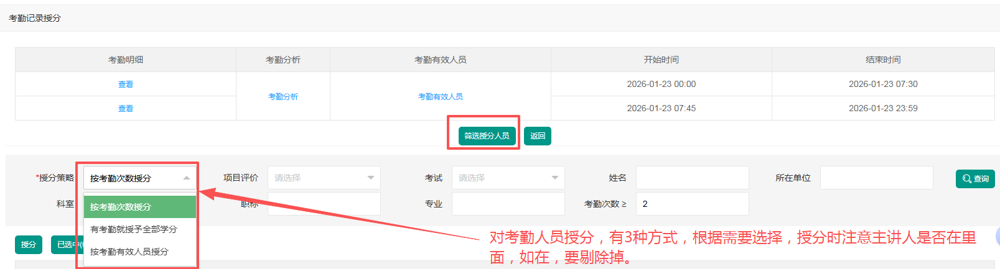 考勤记录授分
考勤明细 考勤分析 考勤有效人员 开始时间 结束时间
查看 2026-01-23 00:00 2026-01-23 07:30
考勤分析 考勤有效人员
查看 2026-01-23 07:45 2026-01-23 23:59
筛选授分人员 返回
*授分策略 按考勤次数授分 项目评价 请选择 考试 请选择 姓名 所在单位 查询
科室 职称 专业 考勤次数 ≥ 2
按考勤次数授分
有考勤就授予全部学分
按考勤有效人员授分
授分 已选中(
对考勤人员授分，有3种方式，根据需要选择，授分时注意主讲人是否在里
面，如在，要剔除掉。